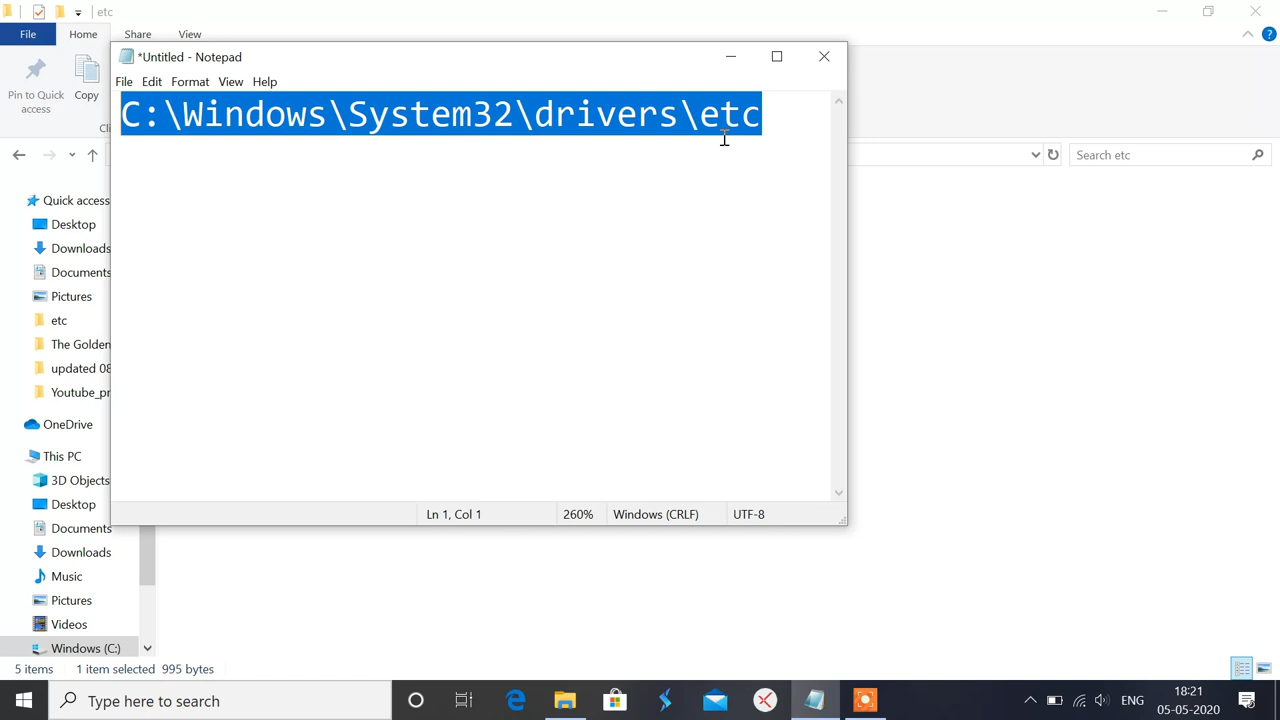 etc
File
Home
Share
View
*Untitled - Notepad
File Edit Format View Help
C:\Windows\System32\drivers\etc
Pin to Quick
access
Copy
Search etc
Quick access
Desktop
Downloads
Documents
Pictures
etc
The Golden
updated 08
Youtube_pr
OneDrive
This PC
3D Objects
Desktop
Documents
Downloads
Music
Pictures
Videos
Windows (C:)
Ln 1, Col 1
260%
Windows (CRLF)
UTF-8
5 items
1 item selected 995 bytes
Type here to search
ENG
18:21
05-05-2020